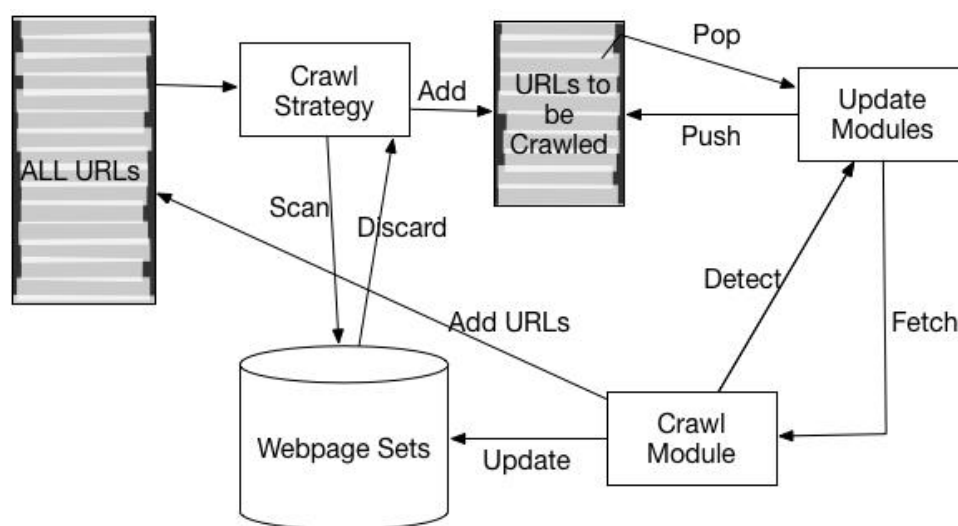 ALL URLs
Crawl
Strategy
Add
URLs to
be
Crawled
Pop
Push
Update
Modules
Scan
Discard
Detect
Fetch
Add URLs
Webpage Sets
Update
Crawl
Module